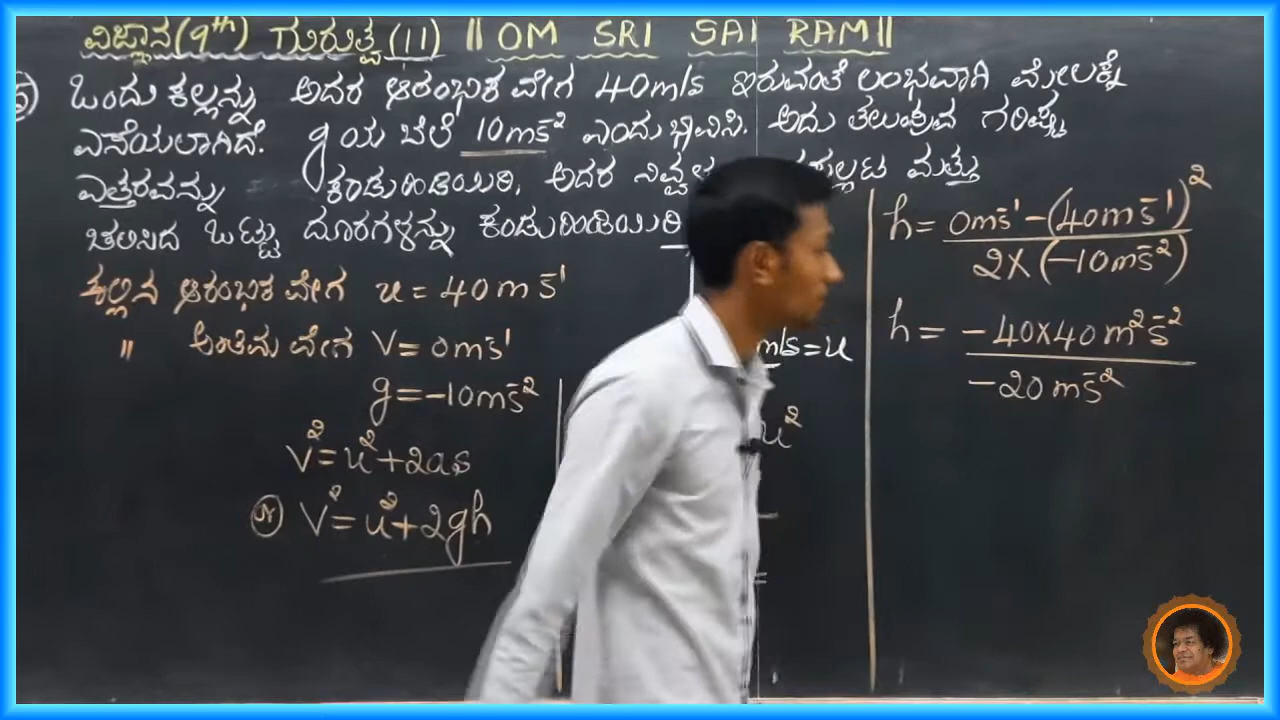 ವಿಜ್ಞಾನ(9th) ಗುರುತ್ವ(11) || OM SRI SAI RAM ||
ಒಂದು ಕಲ್ಲನ್ನು ಅದರ ಆರಂಭಿಕ ವೇಗ 40m/s ಇರುವಂತೆ ಲಂಭವಾಗಿ ಮೇಲಕ್ಕೆ
ಎಸೆಯಲಾಗಿದೆ. g ಯ ಬೆಲೆ 10ms⁻² ಎಂದು ಭಾವಿಸಿ. ಅದು ತಲುಪುವ ಗರಿಷ್ಠ
ಎತ್ತರವನ್ನು ಕಂಡುಹಿಡಿಯಿರಿ, ಅದರ ಮತ್ತು
ಚಲಿಸಿದ ಒಟ್ಟು ದೂರಗಳನ್ನು ಕಂಡುಹಿಡಿಯಿರಿ
ಕಲ್ಲಿನ ಆರಂಭಿಕ ವೇಗ u = 40ms⁻¹
" ಅಂತಿಮ ವೇಗ V = 0ms⁻¹
g = -10ms⁻²
V² = u² + 2as
V² = u² + 2gh
m/s = u
u²
h = 0ms⁻¹ - (40ms⁻¹)²
2 × (-10ms⁻²)
h = -40×40m²s⁻²
-20ms⁻²